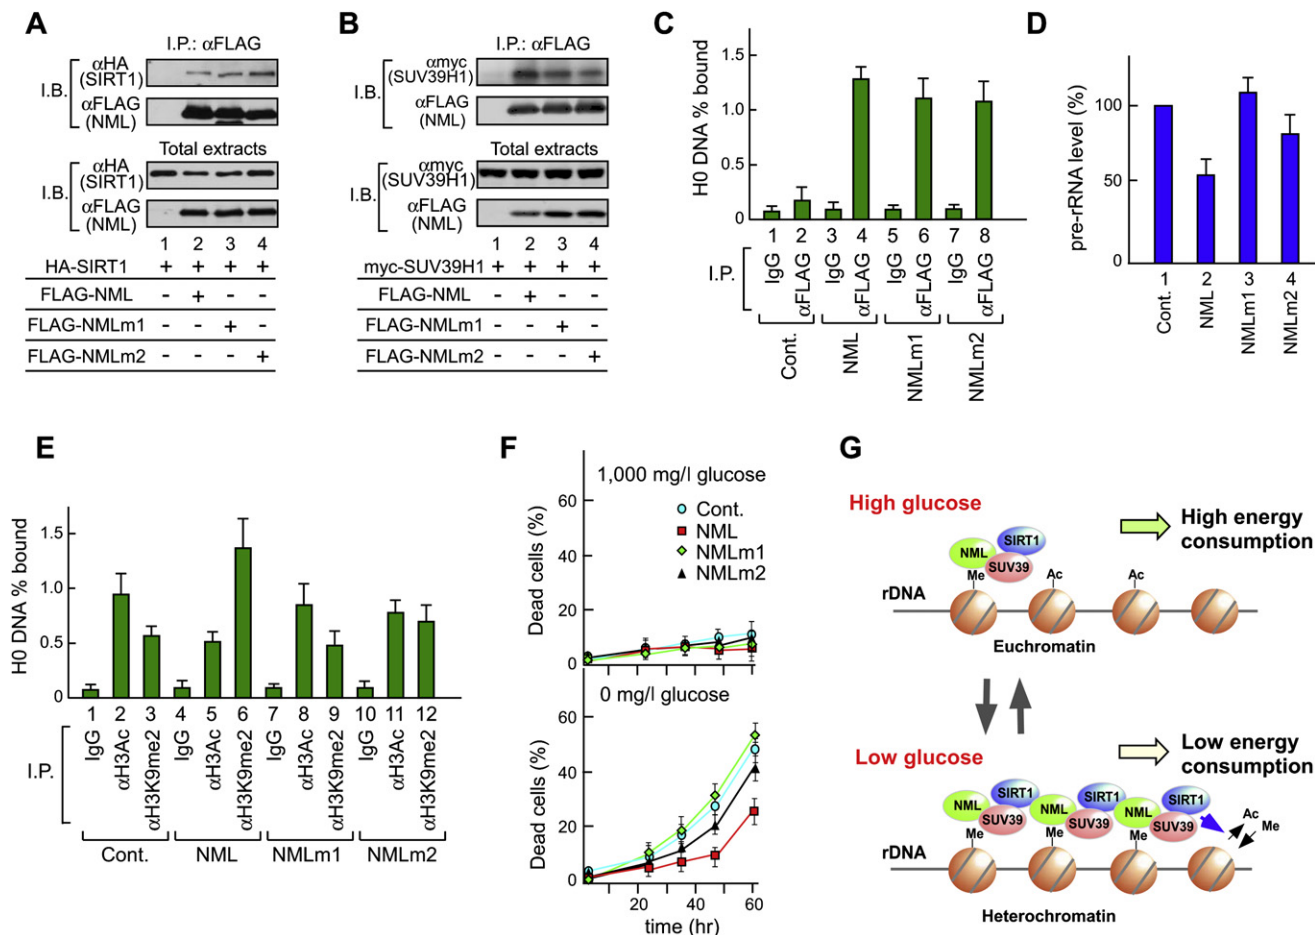 A
I.P.: αFLAG
I.B.
αHA
(SIRT1)
αFLAG
(NML)
Total extracts
I.B.
αHA
(SIRT1)
αFLAG
(NML)
1 2 3 4
HA-SIRT1 + + + +
FLAG-NML - + - -
FLAG-NMLm1 - - + -
FLAG-NMLm2 - - - +
B
I.P.: αFLAG
I.B.
αmyc
(SUV39H1)
αFLAG
(NML)
Total extracts
I.B.
αmyc
(SUV39H1)
αFLAG
(NML)
1 2 3 4
myc-SUV39H1 + + + +
FLAG-NML - + - -
FLAG-NMLm1 - - + -
FLAG-NMLm2 - - - +
C
H0 DNA % bound
1.5
1.0
0.5
0
1 2 3 4 5 6 7 8
I.P.
IgG αFLAG IgG αFLAG IgG αFLAG IgG αFLAG
Cont. NML NMLm1 NMLm2
D
pre-rRNA level (%)
100
50
1 2 3 4
Cont. NML NMLm1 NMLm2
E
H0 DNA % bound
1.5
1.0
0.5
0
1 2 3 4 5 6 7 8 9 10 11 12
I.P.
IgG αH3Ac αH3K9me2 IgG αH3Ac αH3K9me2 IgG αH3Ac αH3K9me2 IgG αH3Ac αH3K9me2
Cont. NML NMLm1 NMLm2
F
Dead cells (%)
1,000 mg/l glucose
Cont.
NML
NMLm1
NMLm2
60
40
20
0
Dead cells (%)
0 mg/l glucose
60
40
20
0
20 40 60
time (hr)
G
High glucose
High energy
consumption
NML SIRT1
SUV39
Me Ac Ac
rDNA
Euchromatin
Low glucose
Low energy
consumption
NML SIRT1 NML SIRT1 NML SIRT1
SUV39 SUV39 SUV39
Ac
Me
Me Me Me
rDNA
Heterochromatin